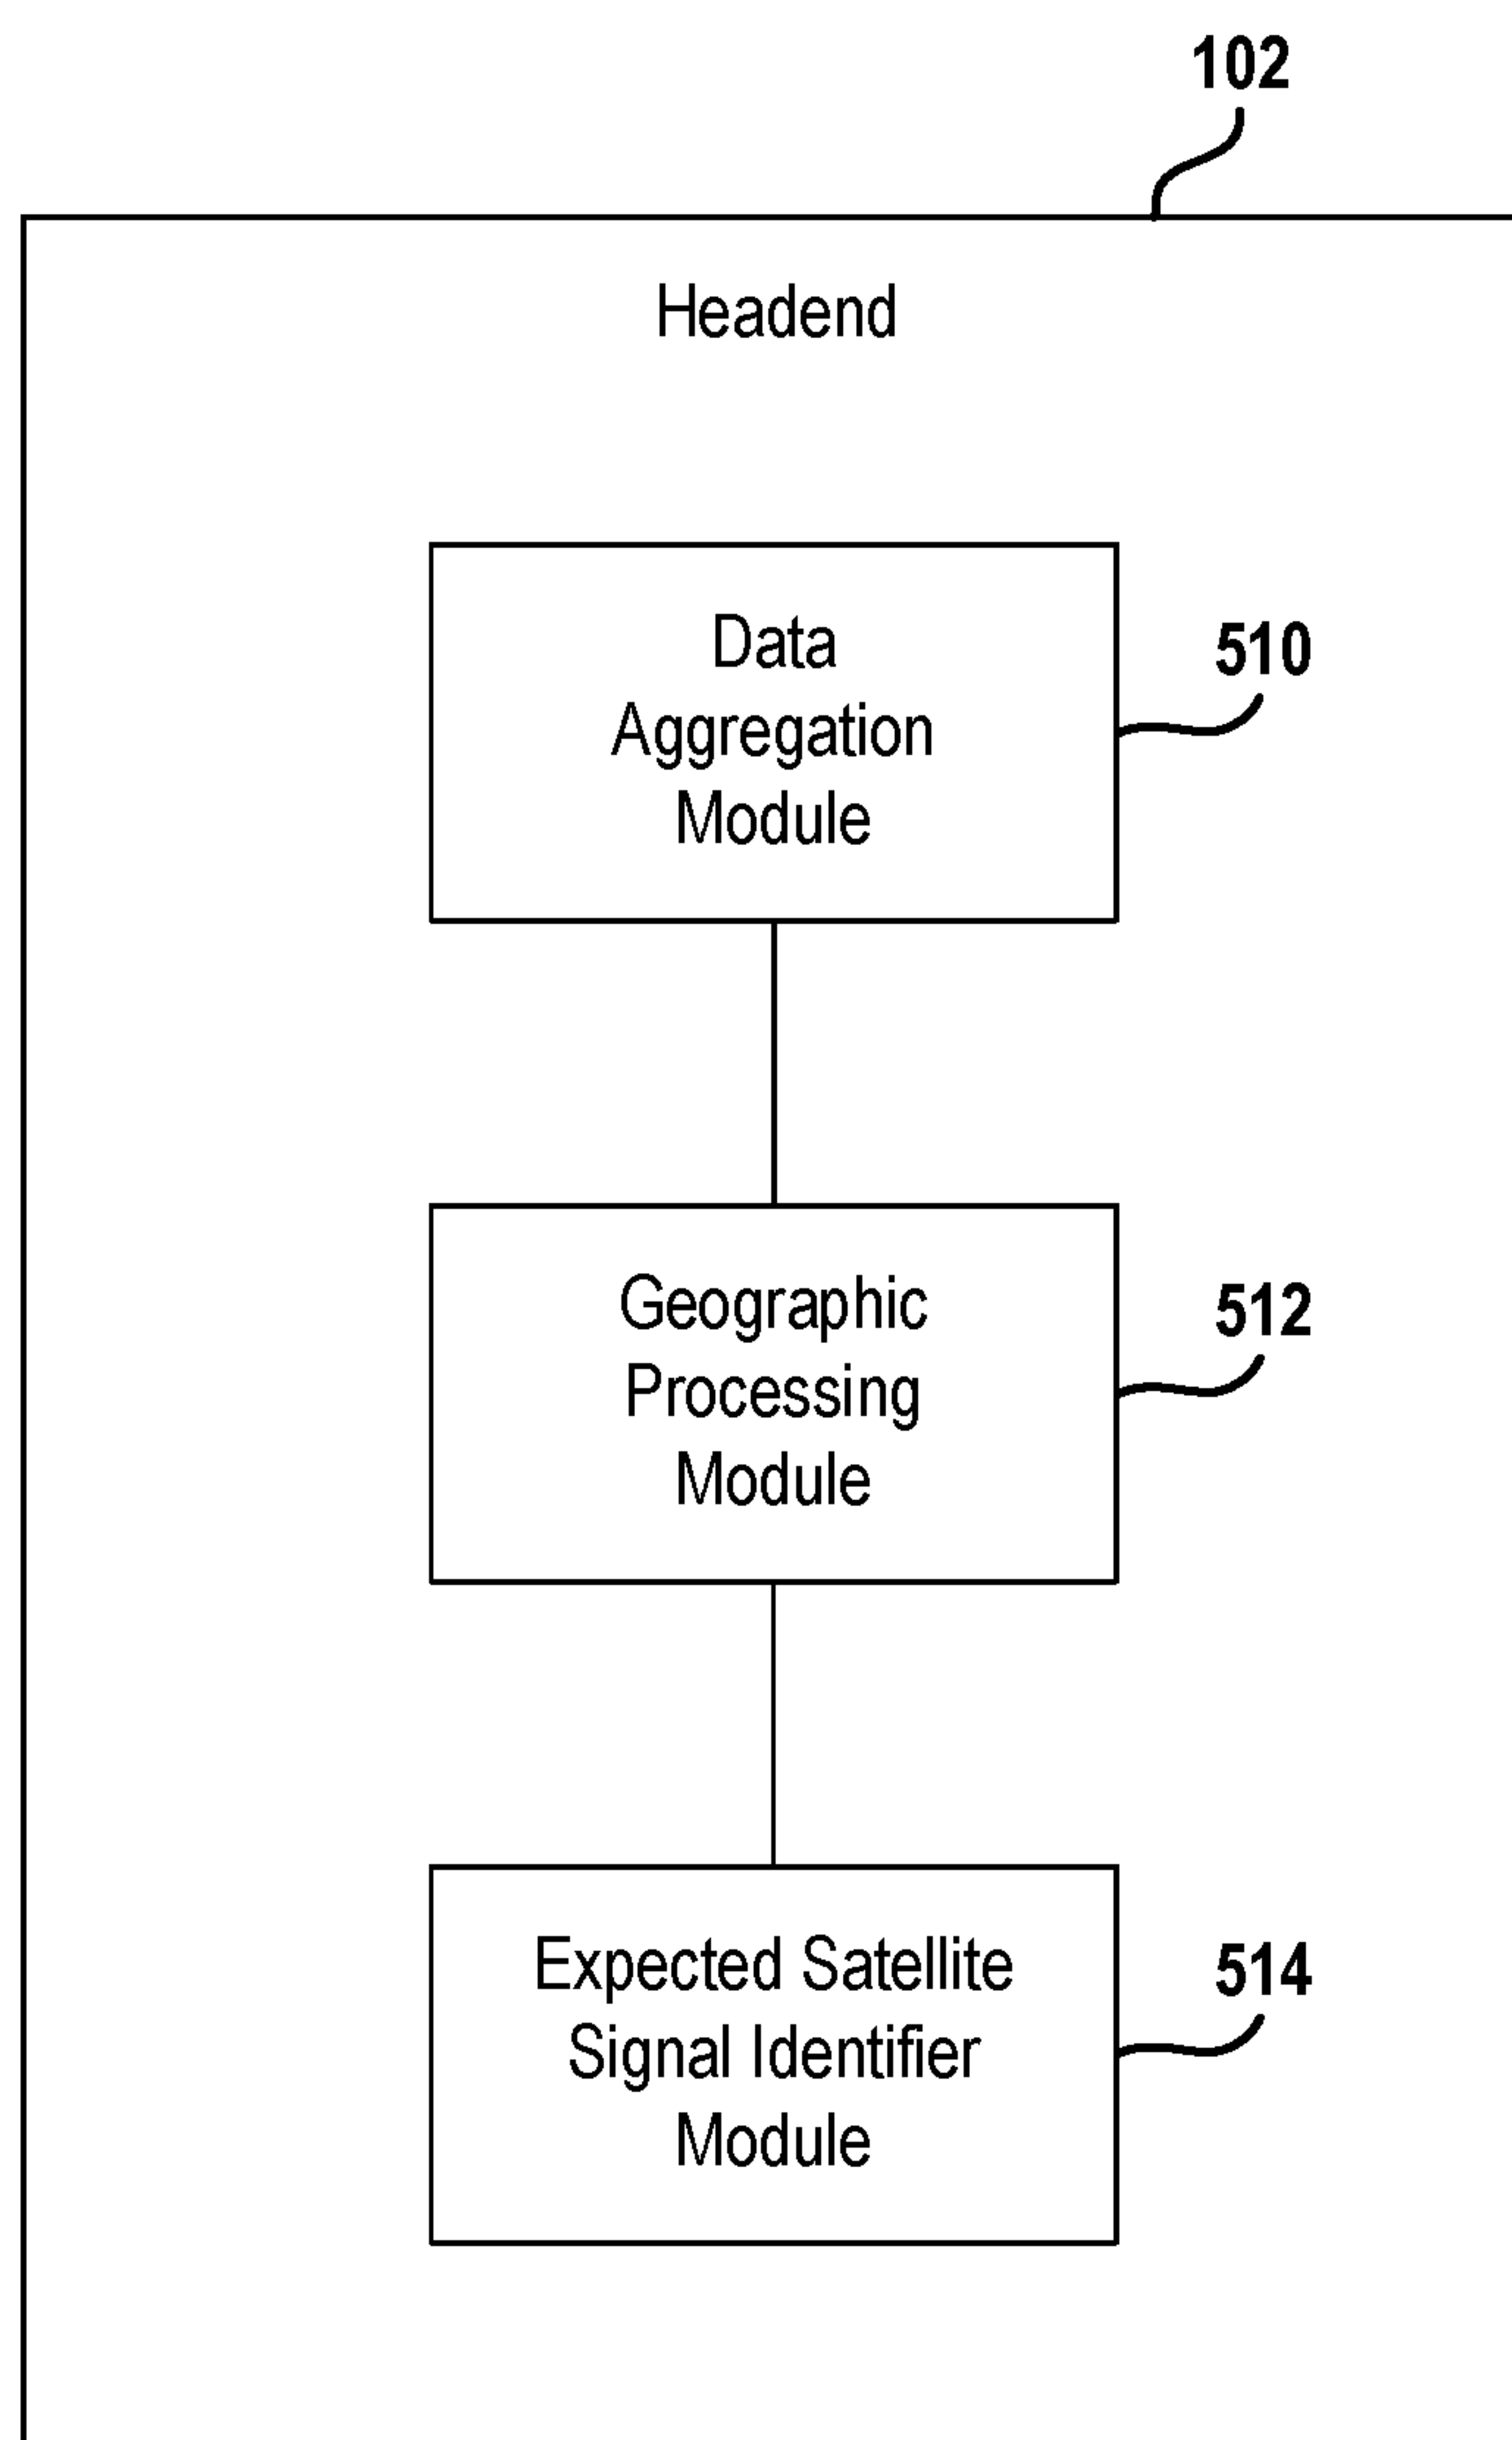 102
Headend
Data
Aggregation
Module
510
Geographic
Processing
Module
512
Expected Satellite
Signal Identifier
Module
514